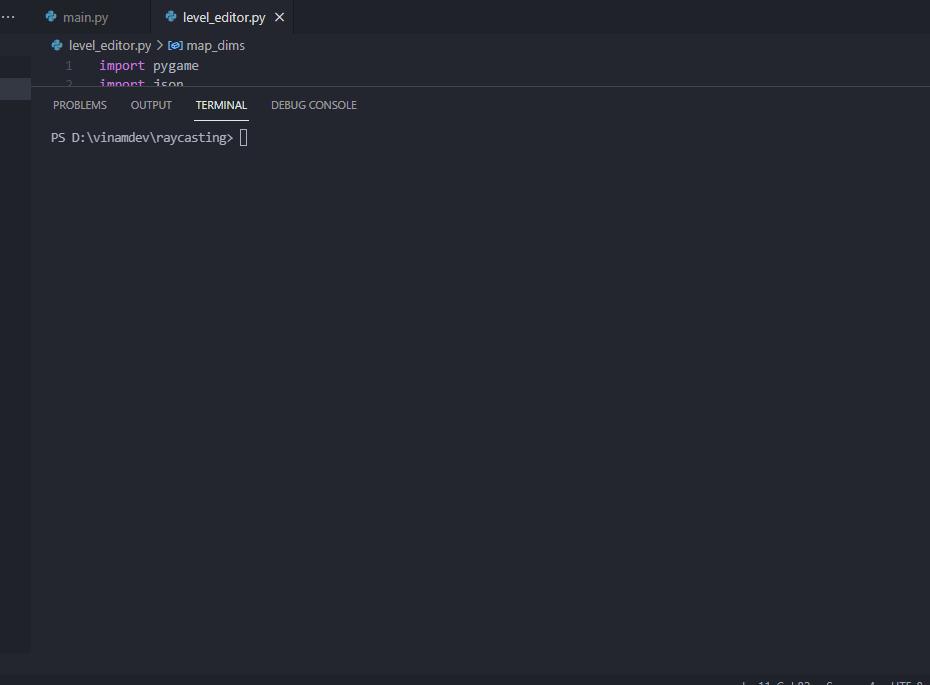 ··· main.py level_editor.py
level_editor.py > map_dims
1 import pygame
2 import json
PROBLEMS OUTPUT TERMINAL DEBUG CONSOLE
PS D:\vinamdev\raycasting>